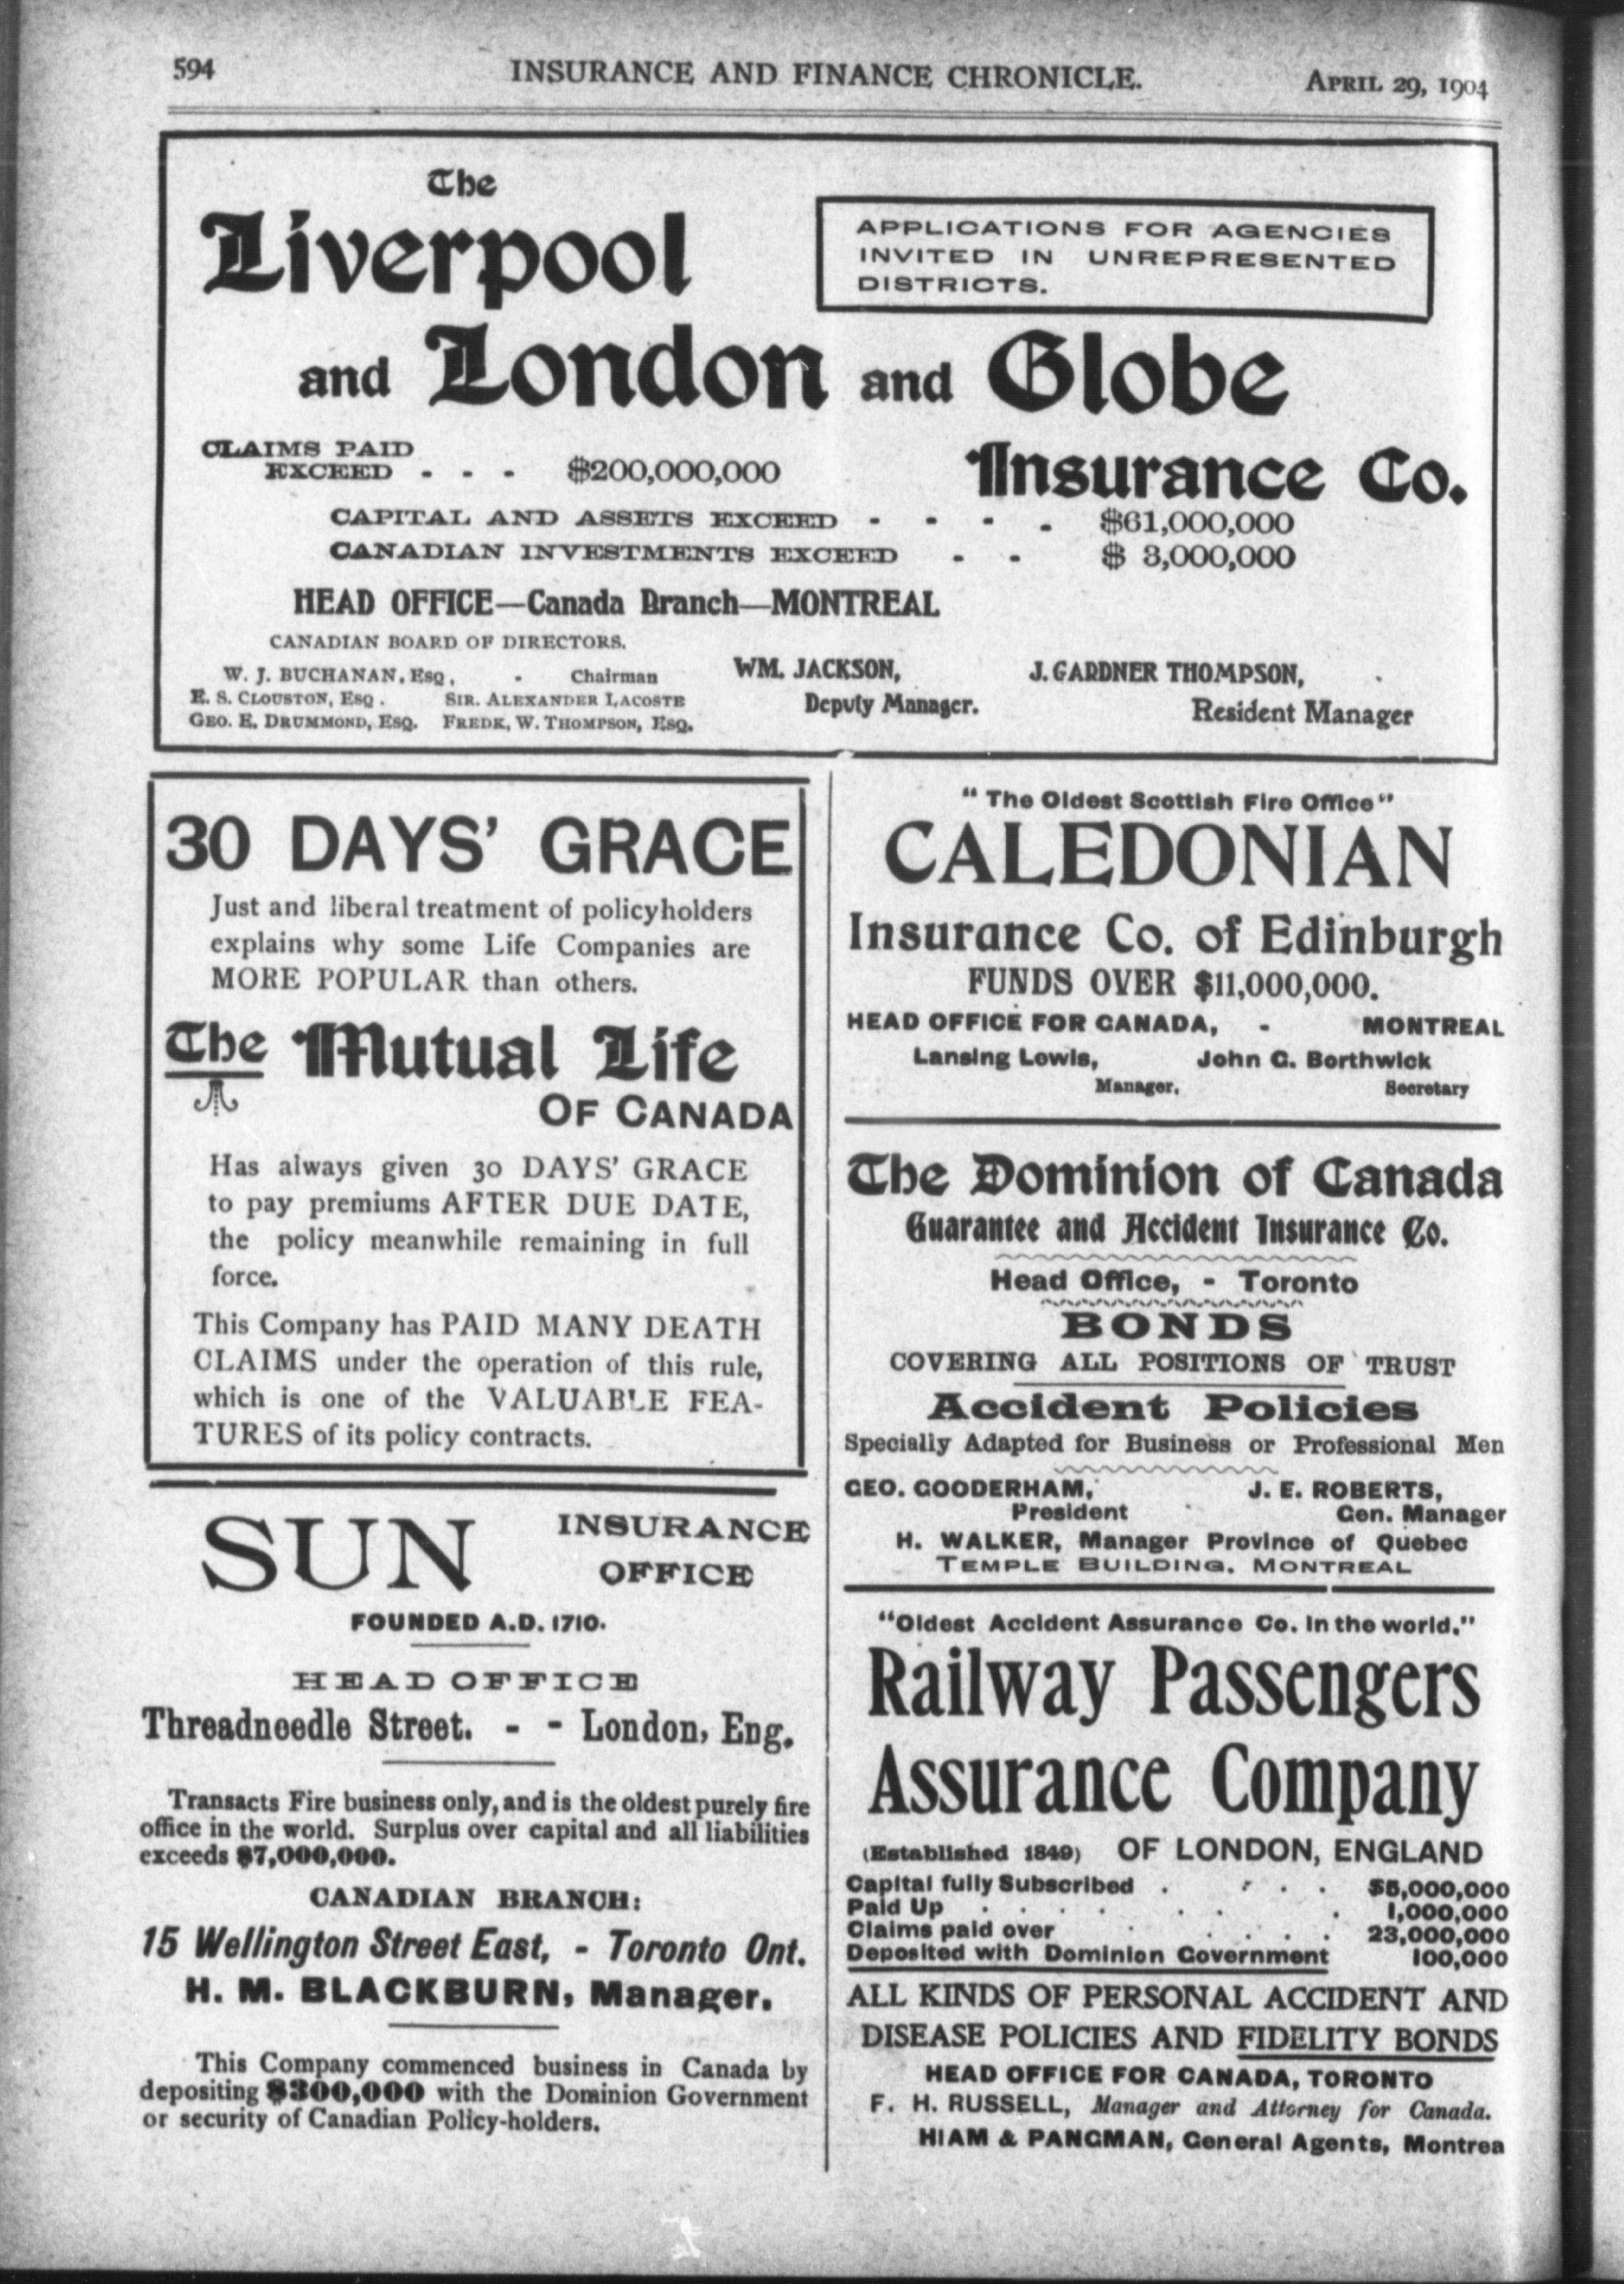 594 INSURANCE AND FINANCE CHRONICLE. APRIL 29, 1904
The
Liverpool
APPLICATIONS FOR AGENCIES
INVITED IN UNREPRESENTED
DISTRICTS.
and London and Globe
Insurance Co.
CLAIMS PAID
EXCEED - - - $200,000,000
CAPITAL AND ASSETS EXCEED - - - - $61,000,000
CANADIAN INVESTMENTS EXCEED - - $ 3,000,000
HEAD OFFICE—Canada Branch—MONTREAL
CANADIAN BOARD OF DIRECTORS.
W. J. BUCHANAN, ESQ, - Chairman
E. S. CLOUSTON, ESQ. SIR. ALEXANDER LACOSTE
GEO. E. DRUMMOND, ESQ. FREDK, W. THOMPSON, ESQ.
WM. JACKSON,
Deputy Manager.
J. GARDNER THOMPSON,
Resident Manager
30 DAYS' GRACE
Just and liberal treatment of policyholders
explains why some Life Companies are
MORE POPULAR than others.
The Mutual Life
OF CANADA
Has always given 30 DAYS' GRACE
to pay premiums AFTER DUE DATE,
the policy meanwhile remaining in full
force.
This Company has PAID MANY DEATH
CLAIMS under the operation of this rule,
which is one of the VALUABLE FEA-
TURES of its policy contracts.
SUN INSURANCE
OFFICE
FOUNDED A.D. 1710.
HEAD OFFICE
Threadneedle Street. - - London, Eng.
Transacts Fire business only, and is the oldest purely fire
office in the world. Surplus over capital and all liabilities
exceeds $7,000,000.
CANADIAN BRANCH:
15 Wellington Street East, - Toronto Ont.
H. M. BLACKBURN, Manager.
This Company commenced business in Canada by
depositing $300,000 with the Dominion Government
or security of Canadian Policy-holders.
"The Oldest Scottish Fire Office"
CALEDONIAN
Insurance Co. of Edinburgh
FUNDS OVER $11,000,000.
HEAD OFFICE FOR CANADA, - MONTREAL
Lansing Lewis, John G. Borthwick
Manager, Secretary
The Dominion of Canada
Guarantee and Accident Insurance Co.
Head Office, - Toronto
BONDS
COVERING ALL POSITIONS OF TRUST
Accident Policies
Specially Adapted for Business or Professional Men
GEO. GOODERHAM, J. E. ROBERTS,
President Gen. Manager
H. WALKER, Manager Province of Quebec
TEMPLE BUILDING, MONTREAL
"Oldest Accident Assurance Co. in the world."
Railway Passengers
Assurance Company
(Established 1849) OF LONDON, ENGLAND
Capital fully Subscribed . . . . $5,000,000
Paid Up . . . . . . . 1,000,000
Claims paid over . . . . . 23,000,000
Deposited with Dominion Government 100,000
ALL KINDS OF PERSONAL ACCIDENT AND
DISEASE POLICIES AND FIDELITY BONDS
HEAD OFFICE FOR CANADA, TORONTO
F. H. RUSSELL, Manager and Attorney for Canada.
HIAM & PANGMAN, General Agents, Montrea